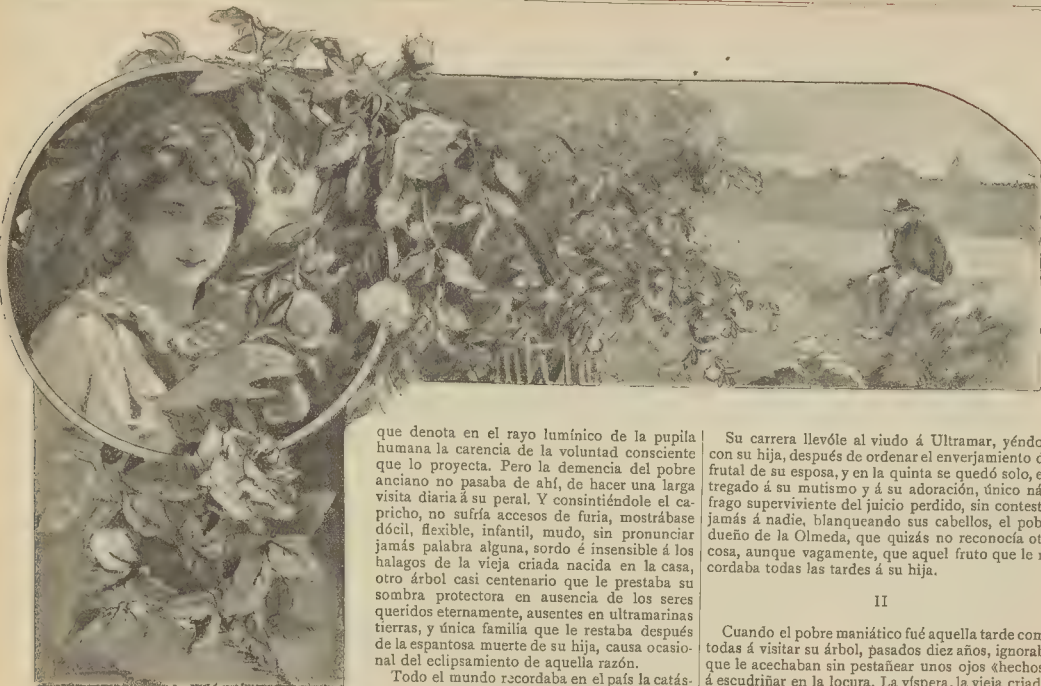 que denota en el rayo lumínico de la pupila
humana la carencia de la voluntad consciente
que lo proyecta. Pero la demencia del pobre
anciano no pasaba de ahí, de hacer una larga
visita diaria á su peral. Y consintiéndole el ca-
pricho, no sufría accesos de furia, mostrábase
dócil, flexible, infantil, mudo, sin pronunciar
jamás palabra alguna, sordo é insensible á los
halagos de la vieja criada nacida en la casa,
otro árbol casi centenario que le prestaba su
sombra protectora en ausencia de los seres
queridos eternamente, ausentes en ultramarinas
tierras, y única familia que le restaba después
de la espantosa muerte de su hija, causa ocasio-
nal del eclipsamiento de aquella razón.
Todo el mundo recordaba en el país la catás-
Su carrera llevóle al viudo á Ultramar, yéndo
con su hija, después de ordenar el enverjamiento d
frutal de su esposa, y en la quinta se quedó solo, e
tregado á su mutismo y á su adoración, único ná
frago superviviente del juicio perdido, sin contest
jamás á nadie, blanqueando sus cabellos, el pob
dueño de la Olmeda, que quizás no reconocía ot
cosa, aunque vagamente, que aquel fruto que le r
cordaba todas las tardes á su hija.
II
Cuando el pobre maniático fué aquella tarde com
todas á visitar su árbol, pasados diez años, ignorab
que le acechaban sin pestañear unos ojos hechos
á escudriñar en la locura. La víspera, la vieja criad